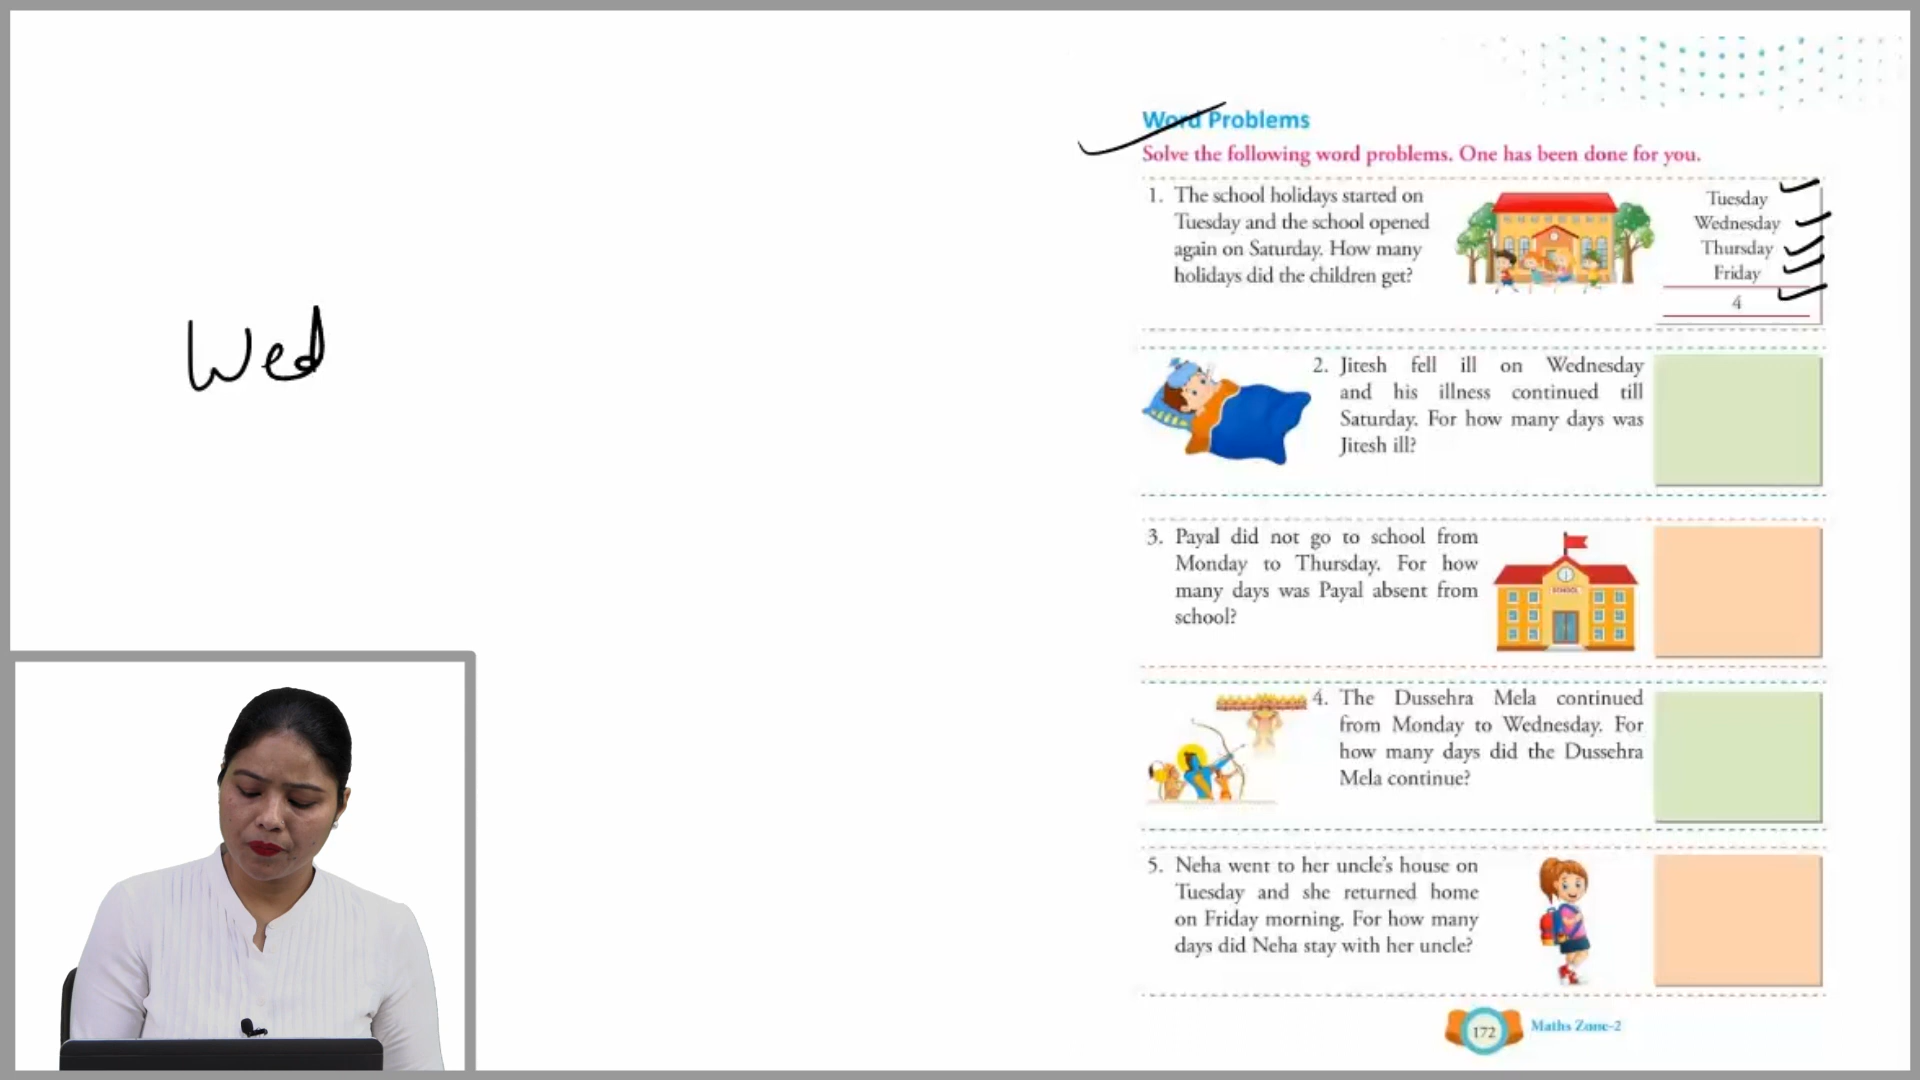 Wed
Word Problems
Solve the following word problems. One has been done for you.
1. The school holidays started on
Tuesday and the school opened
again on Saturday. How many
holidays did the children get?
Tuesday
Wednesday
Thursday
Friday
4
2. Jitesh fell ill on Wednesday
and his illness continued till
Saturday. For how many days was
Jitesh ill?
3. Payal did not go to school from
Monday to Thursday. For how
many days was Payal absent from
school?
SCHOOL
4. The Dussehra Mela continued
from Monday to Wednesday. For
how many days did the Dussehra
Mela continue?
5. Neha went to her uncle's house on
Tuesday and she returned home
on Friday morning. For how many
days did Neha stay with her uncle?
172
Maths Zone-2